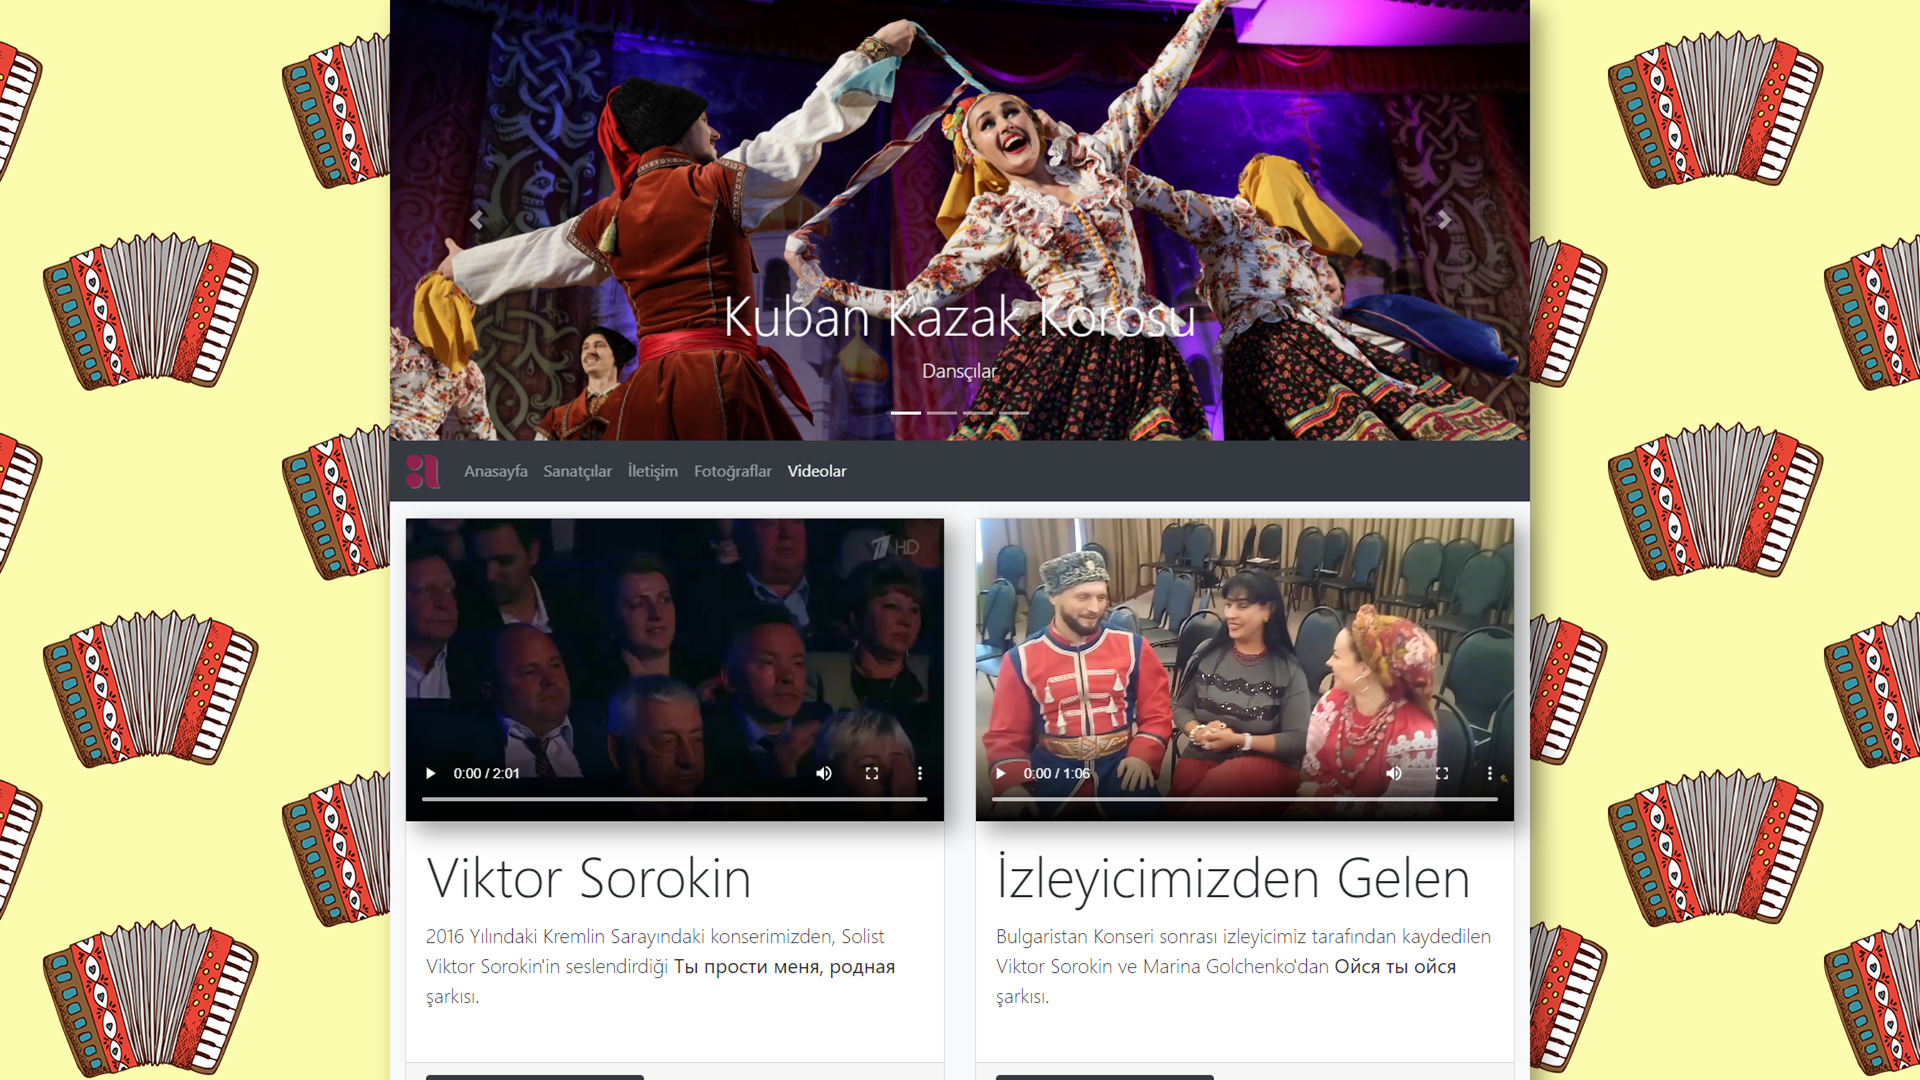 Kuban Kazak Korosu
Dansçılar
Anasayfa Sanatçılar İletişim Fotoğraflar Videolar
HD
0:00 / 2:01
0:00 / 1:06
Viktor Sorokin
2016 Yılındaki Kremlin Sarayındaki konserimizden, Solist
Viktor Sorokin'in seslendirdiği Ты прости меня, родная
şarkısı.
İzleyicimizden Gelen
Bulgaristan Konseri sonrası izleyicimiz tarafından kaydedilen
Viktor Sorokin ve Marina Golchenko'dan Ойся ты ойся
şarkısı.